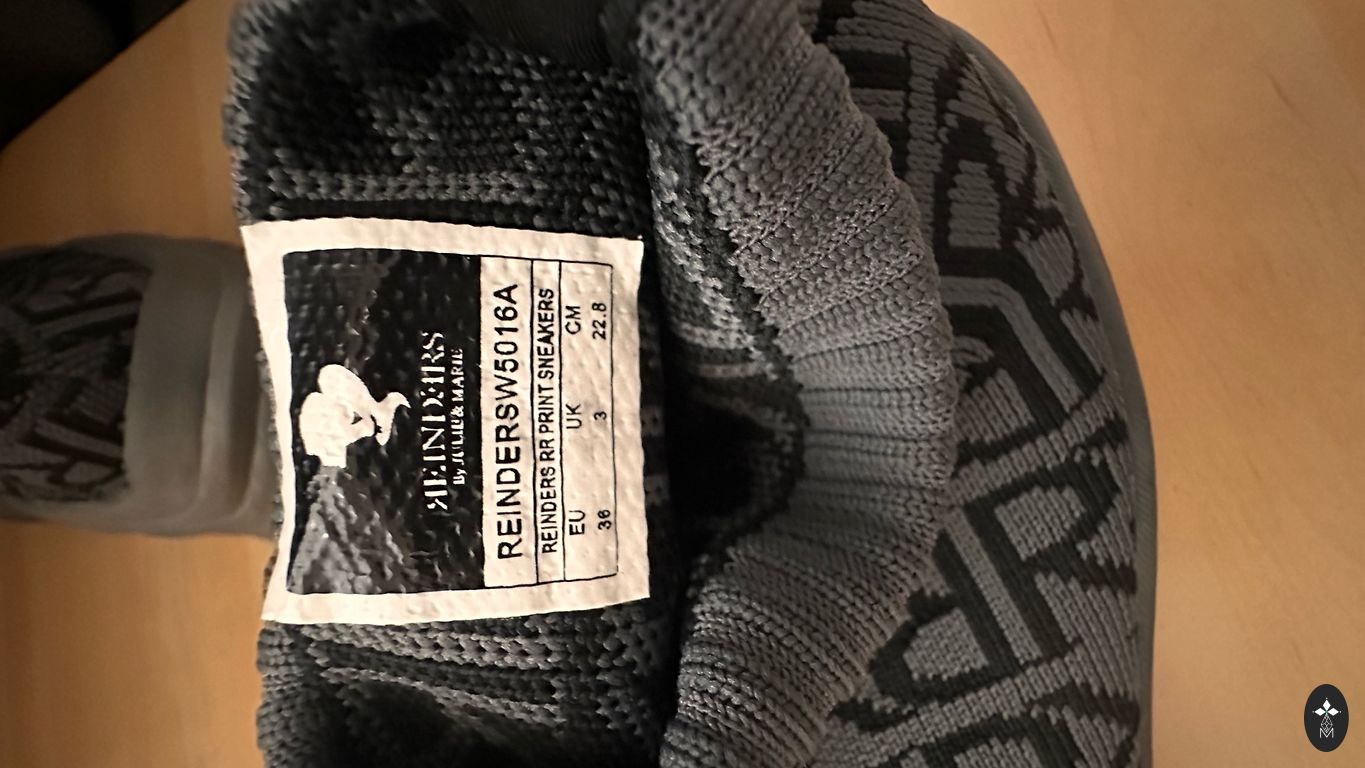 REINDERS
By JULIE & MARIE
REINDERSW5016A
REINDERS RR PRINT SNEAKERS
EU UK CM
36 3 22.8
M